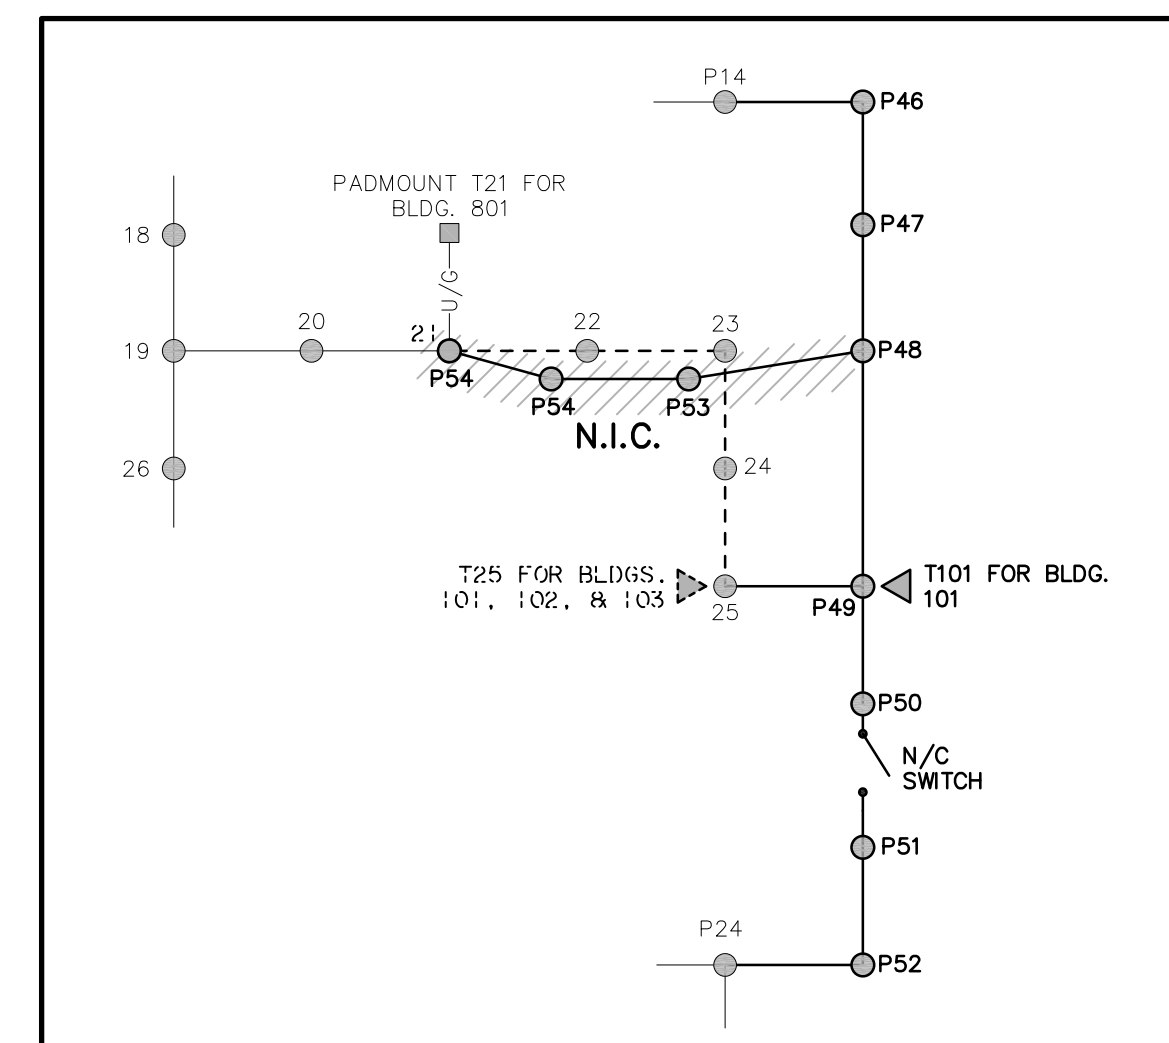 P14
P46
PADMOUNT T21 FOR
BLDG. 801
18
P47
U/G
20
21
22
23
19
P48
P54
P54
P53
N.I.C.
26
24
T25 FOR BLDGS.
101, 102, & 103
25
P49
T101 FOR BLDG.
101
P50
N/C
SWITCH
P51
P24
P52